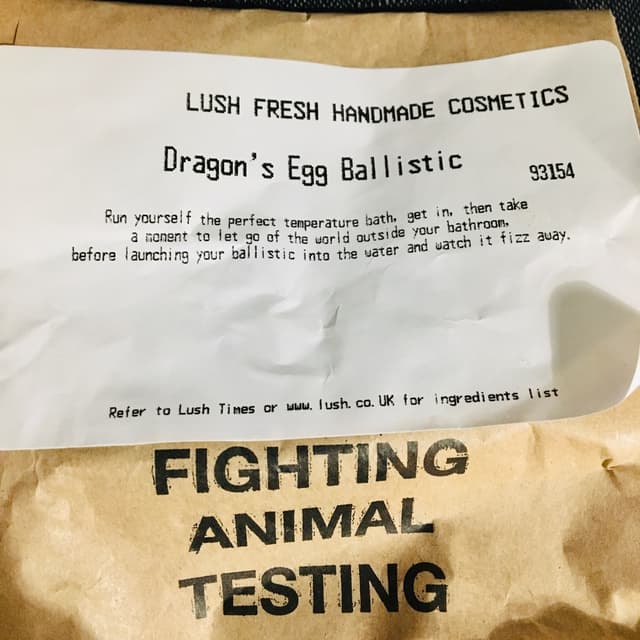 LUSH FRESH HANDMADE COSMETICS
Dragon's Egg Ballistic 93154
Run yourself the perfect temperature bath, get in, then take
a moment to let go of the world outside your bathroom,
before launching your ballistic into the water and watch it fizz away.
Refer to Lush Times or www.lush.co.UK for ingredients list
FIGHTING
ANIMAL
TESTING